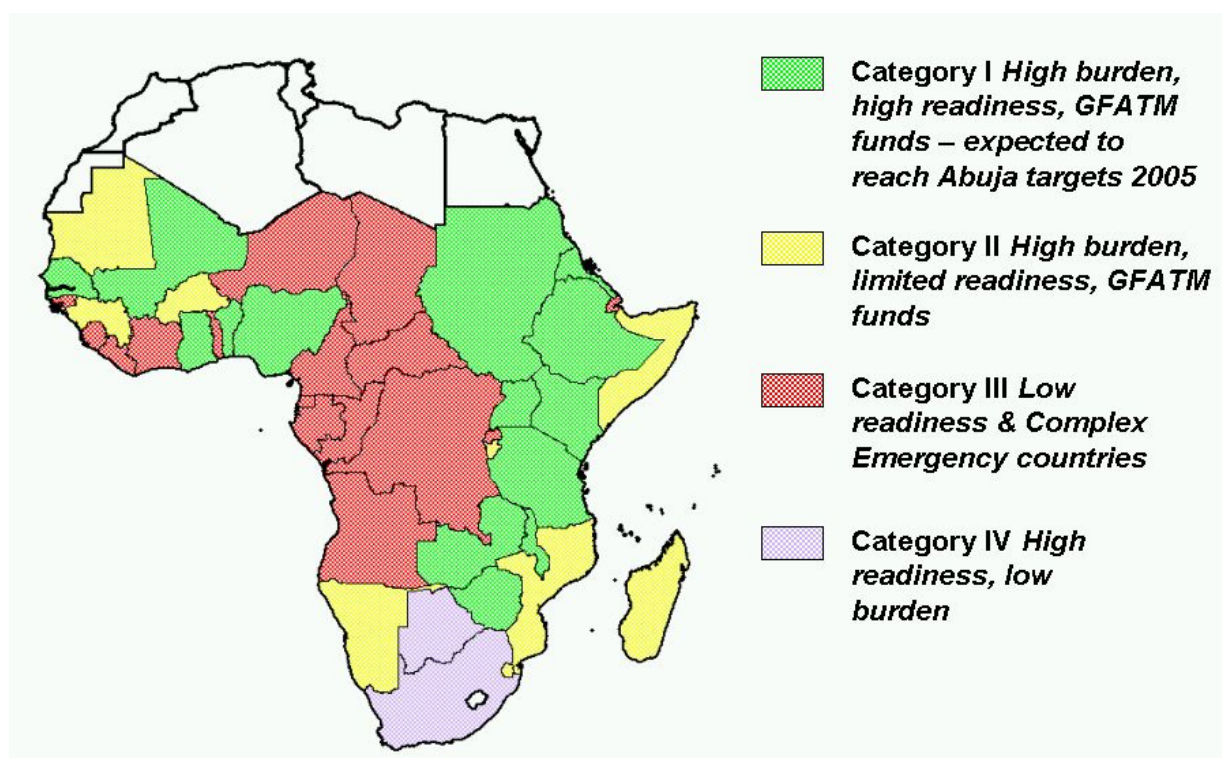 Category I High burden,
high readiness, GFATM
funds – expected to
reach Abuja targets 2005
Category II High burden,
limited readiness, GFATM
funds
Category III Low
readiness & Complex
Emergency countries
Category IV High
readiness, low
burden